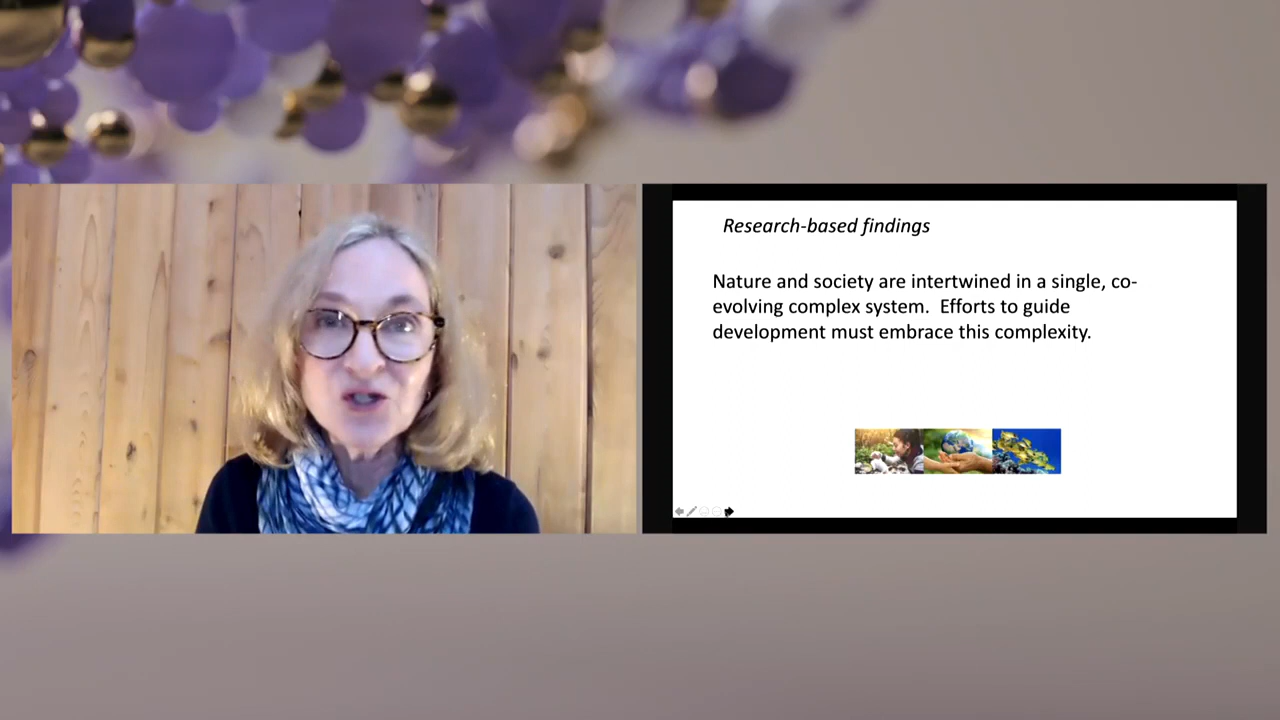 Research-based findings
Nature and society are intertwined in a single, co-
evolving complex system.  Efforts to guide
development must embrace this complexity.